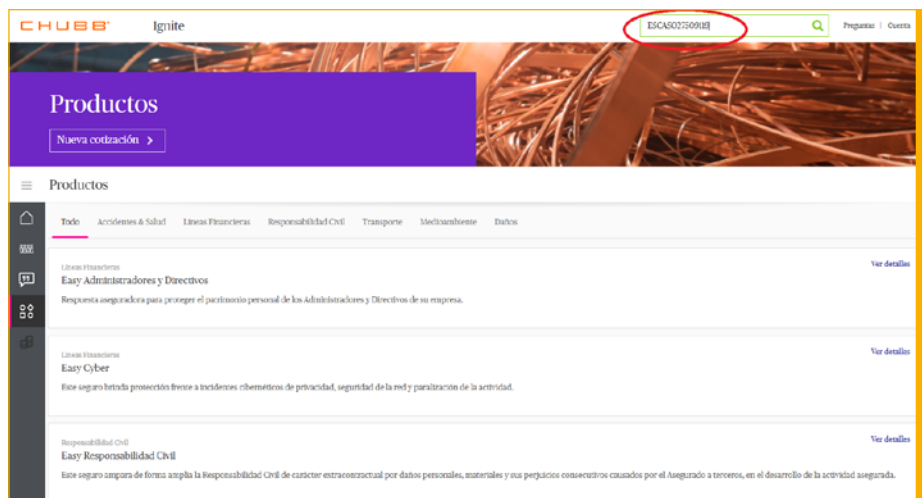 CHUBB Ignite Preguntas | Cuenta
Productos
Nueva cotización >
Productos
Todo Accidentes & Salud Líneas Financieras Responsabilidad Civil Transporte Medioambiente Daños
Líneas Financieras Ver detalles
Easy Administradores y Directivos
Respuesta aseguradora para proteger el patrimonio personal de los Administradores y Directivos de su empresa.
Líneas Financieras Ver detalles
Easy Cyber
Este seguro brinda protección frente a incidentes cibernéticos de privacidad, seguridad de la red y paralización de la actividad.
Responsabilidad Civil Ver detalles
Easy Responsabilidad Civil
Este seguro ampara de forma amplia la Responsabilidad Civil de carácter extracontractual por daños personales, materiales y sus perjuicios consecutivos causados por el Asegurado a terceros, en el desarrollo de la actividad asegurada.